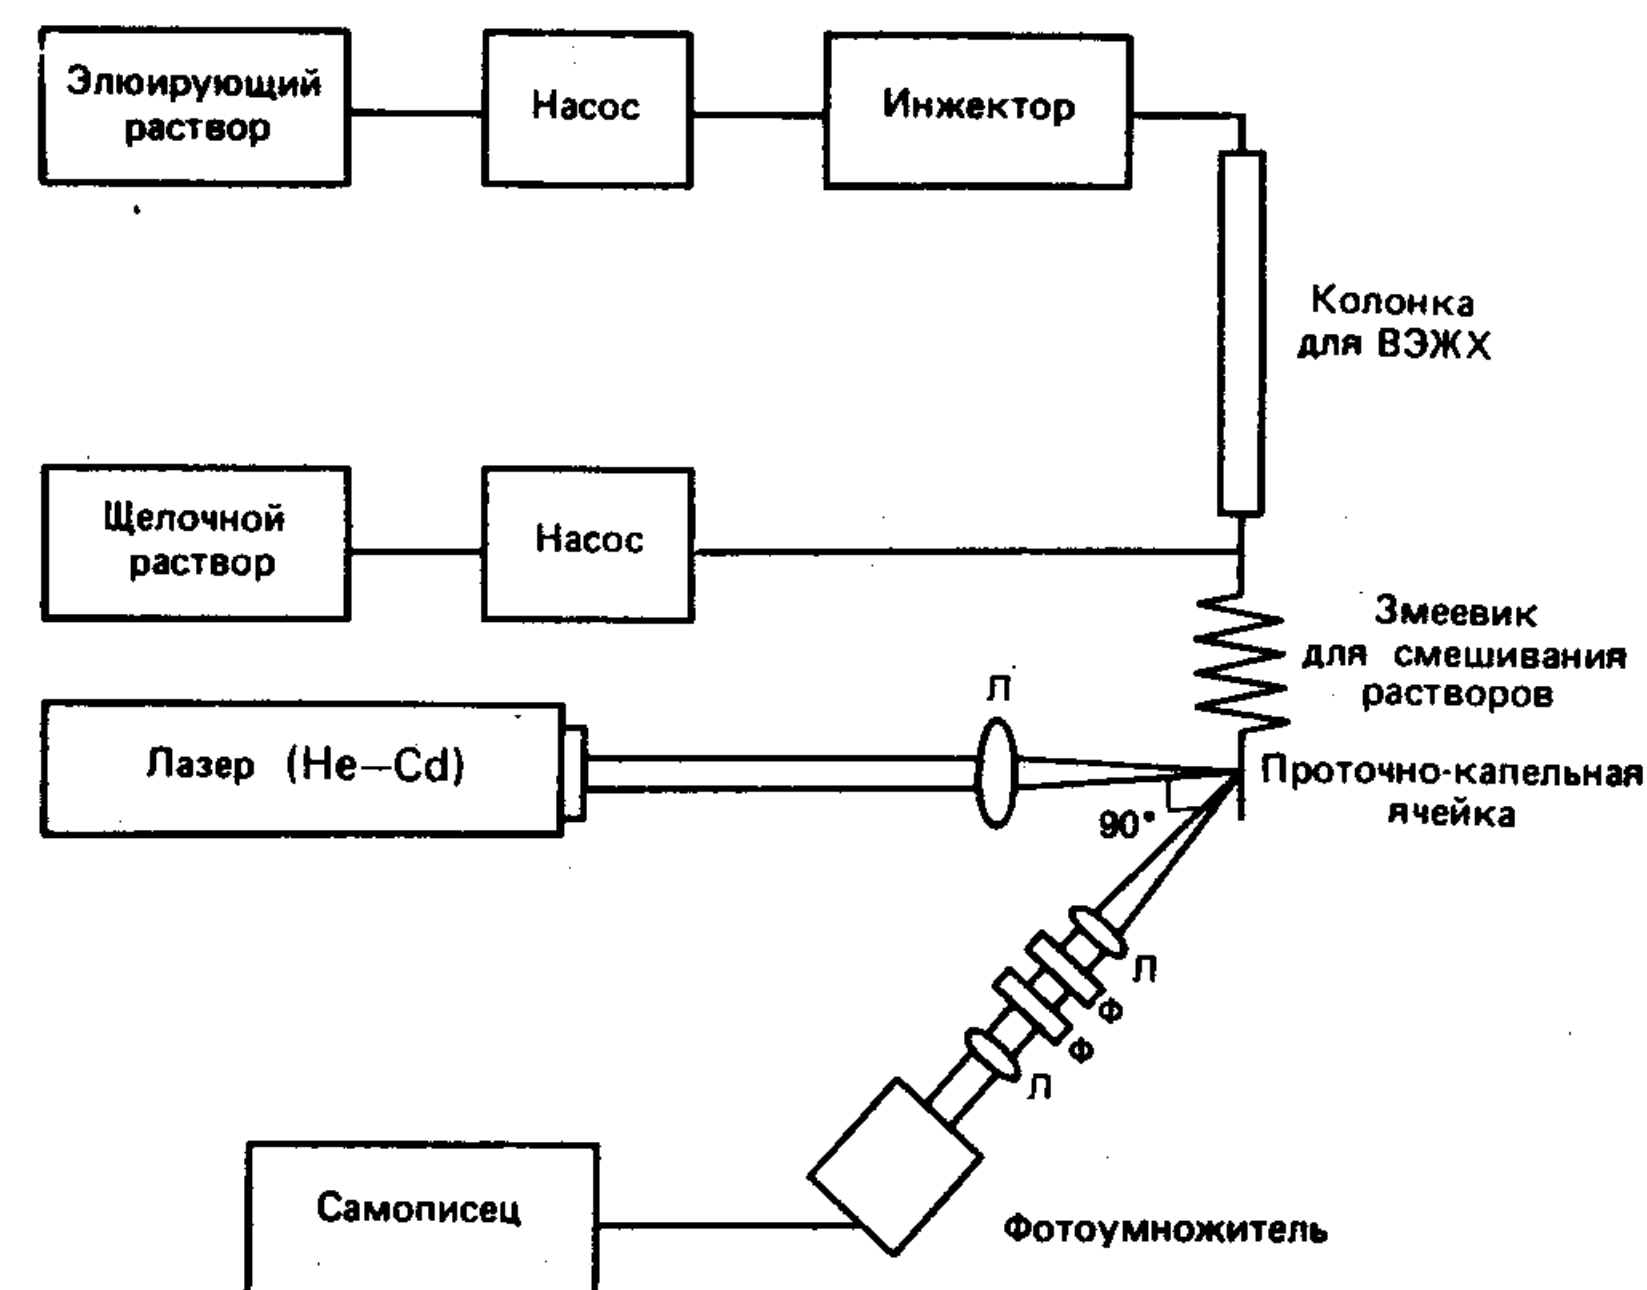 Элюирующий
раствор
Насос
Инжектор
Колонка
для ВЭЖХ
Щелочной
раствор
Насос
Змеевик
для смешивания
растворов
Л
Лазер (He—Cd)
Проточно-капельная
ячейка
90°
Л
Ф
Ф
Л
Самописец
Фотоумножитель